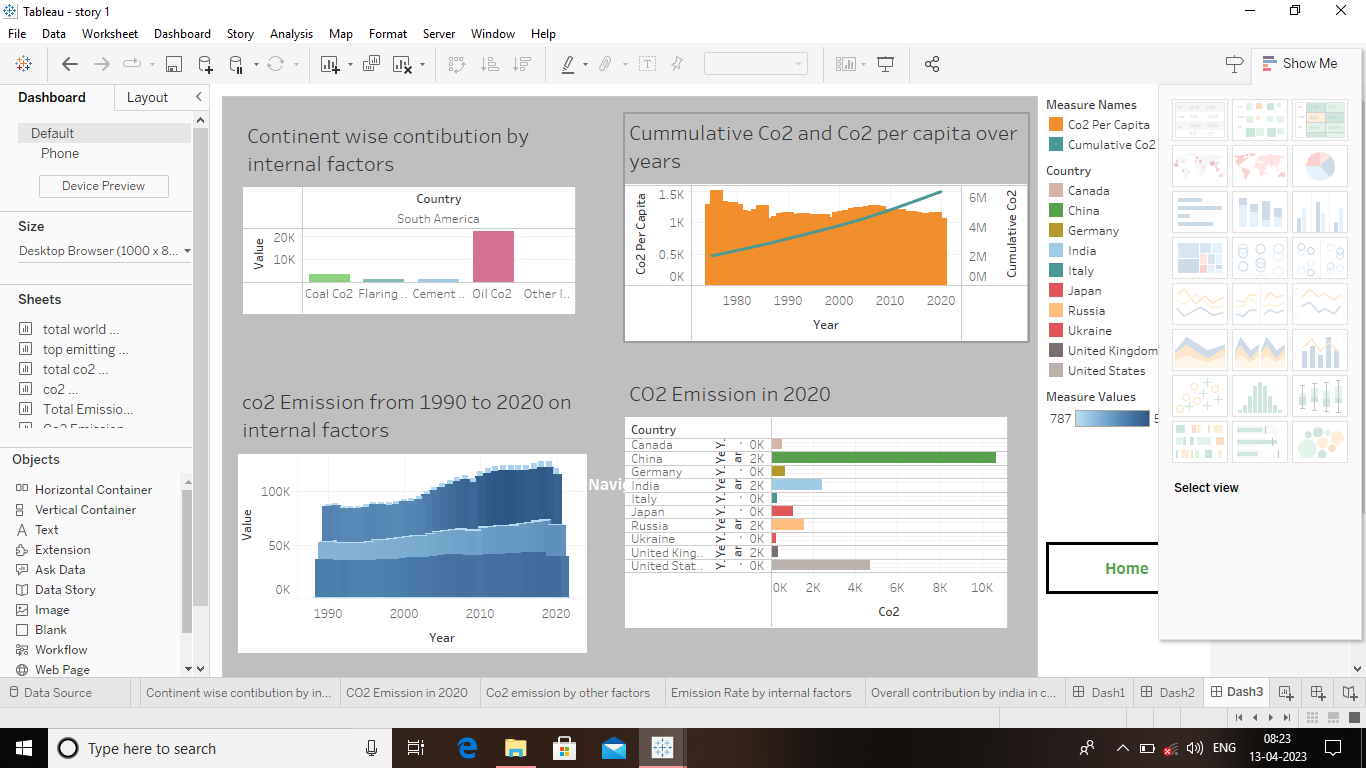 Tableau - story 1
File Data Worksheet Dashboard Story Analysis Map Format Server Window Help
Show Me
Dashboard Layout
Default
Phone
Device Preview
Size
Desktop Browser (1000 x 8...
Sheets
total world ...
top emitting ...
total co2 ...
co2 ...
Total Emissio...
Objects
Horizontal Container
Vertical Container
Text
Extension
Ask Data
Data Story
Image
Blank
Workflow
Web Page
Continent wise contibution by
internal factors
Country
South America
Value
20K
10K
Coal Co2 Flaring .. Cement .. Oil Co2 Other I..
Cummulative Co2 and Co2 per capita over
years
Co2 Per Capita
1.5K
1K
0.5K
0K
6M
4M
2M
0M
Cumulative Co2
1980 1990 2000 2010 2020
Year
co2 Emission from 1990 to 2020 on
internal factors
Value
100K
50K
0K
1990 2000 2010 2020
Year
Navig
CO2 Emission in 2020
Country
Canada Y. 0K
China Year 2K
Germany Y. 0K
India Year 2K
Italy Y. 0K
Japan Y. 0K
Russia Year 2K
Ukraine Y. 0K
United King.. Year 2K
United Stat.. Y. 0K
0K 2K 4K 6K 8K 10K
Co2
Measure Names
Co2 Per Capita
Cumulative Co2
Country
Canada
China
Germany
India
Italy
Japan
Russia
Ukraine
United Kingdom
United States
Measure Values
787
Home
Select view
Data Source Continent wise contibution by in... CO2 Emission in 2020 Co2 emission by other factors Emission Rate by internal factors Overall contribution by india in c... Dash1 Dash2 Dash3
Type here to search
ENG
08:23
13-04-2023